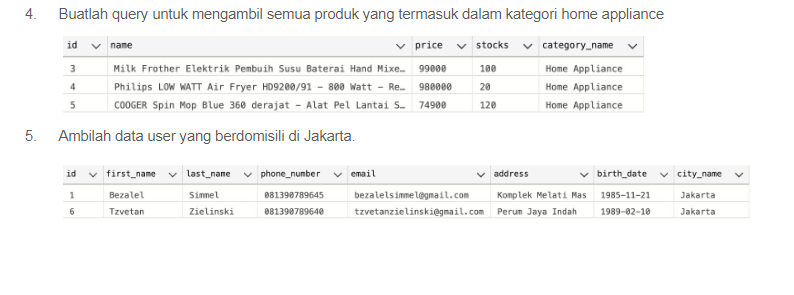 4. Buatlah query untuk mengambil semua produk yang termasuk dalam kategori home appliance
id name price stocks category_name
3 Milk Frother Elektrik Pembuih Susu Baterai Hand Mixe… 99000 100 Home Appliance
4 Philips LOW WATT Air Fryer HD9200/91 - 800 Watt - Re… 980000 20 Home Appliance
5 COOGER Spin Mop Blue 360 derajat - Alat Pel Lantai S… 74900 120 Home Appliance
5. Ambilah data user yang berdomisili di Jakarta.
id first_name last_name phone_number email address birth_date city_name
1 Bezalel Simmel 081390789645 bezalelsimmel@gmail.com Komplek Melati Mas 1985-11-21 Jakarta
6 Tzvetan Zielinski 081390789640 tzvetanzielinski@gmail.com Perum Jaya Indah 1989-02-10 Jakarta